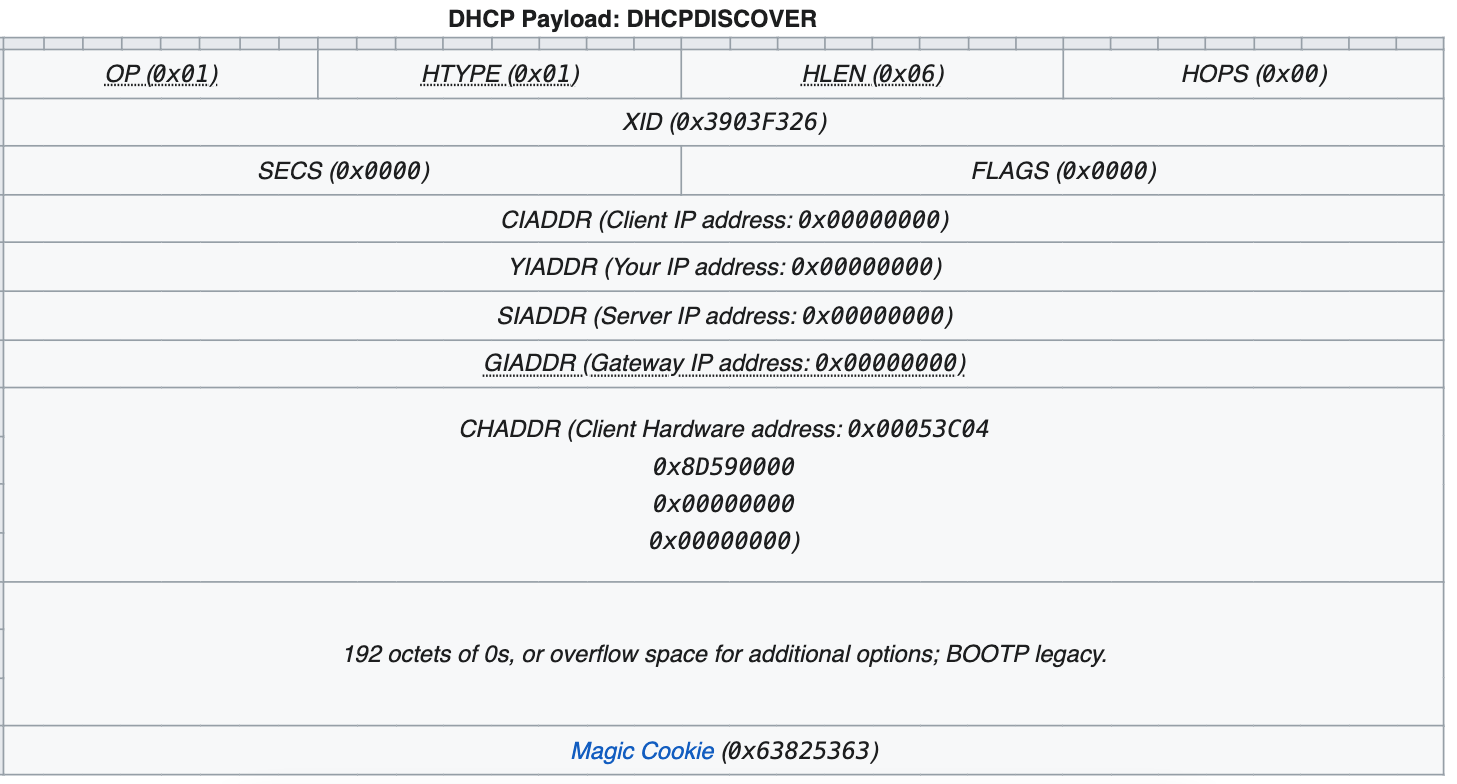 DHCP Payload: DHCPDISCOVER
OP (0x01) HTYPE (0x01) HLEN (0x06) HOPS (0x00)
XID (0x3903F326)
SECS (0x0000) FLAGS (0x0000)
CIADDR (Client IP address: 0x00000000)
YIADDR (Your IP address: 0x00000000)
SIADDR (Server IP address: 0x00000000)
GIADDR (Gateway IP address: 0x00000000)
CHADDR (Client Hardware address: 0x00053C04
0x8D590000
0x00000000
0x00000000)
192 octets of 0s, or overflow space for additional options; BOOTP legacy.
Magic Cookie (0x63825363)